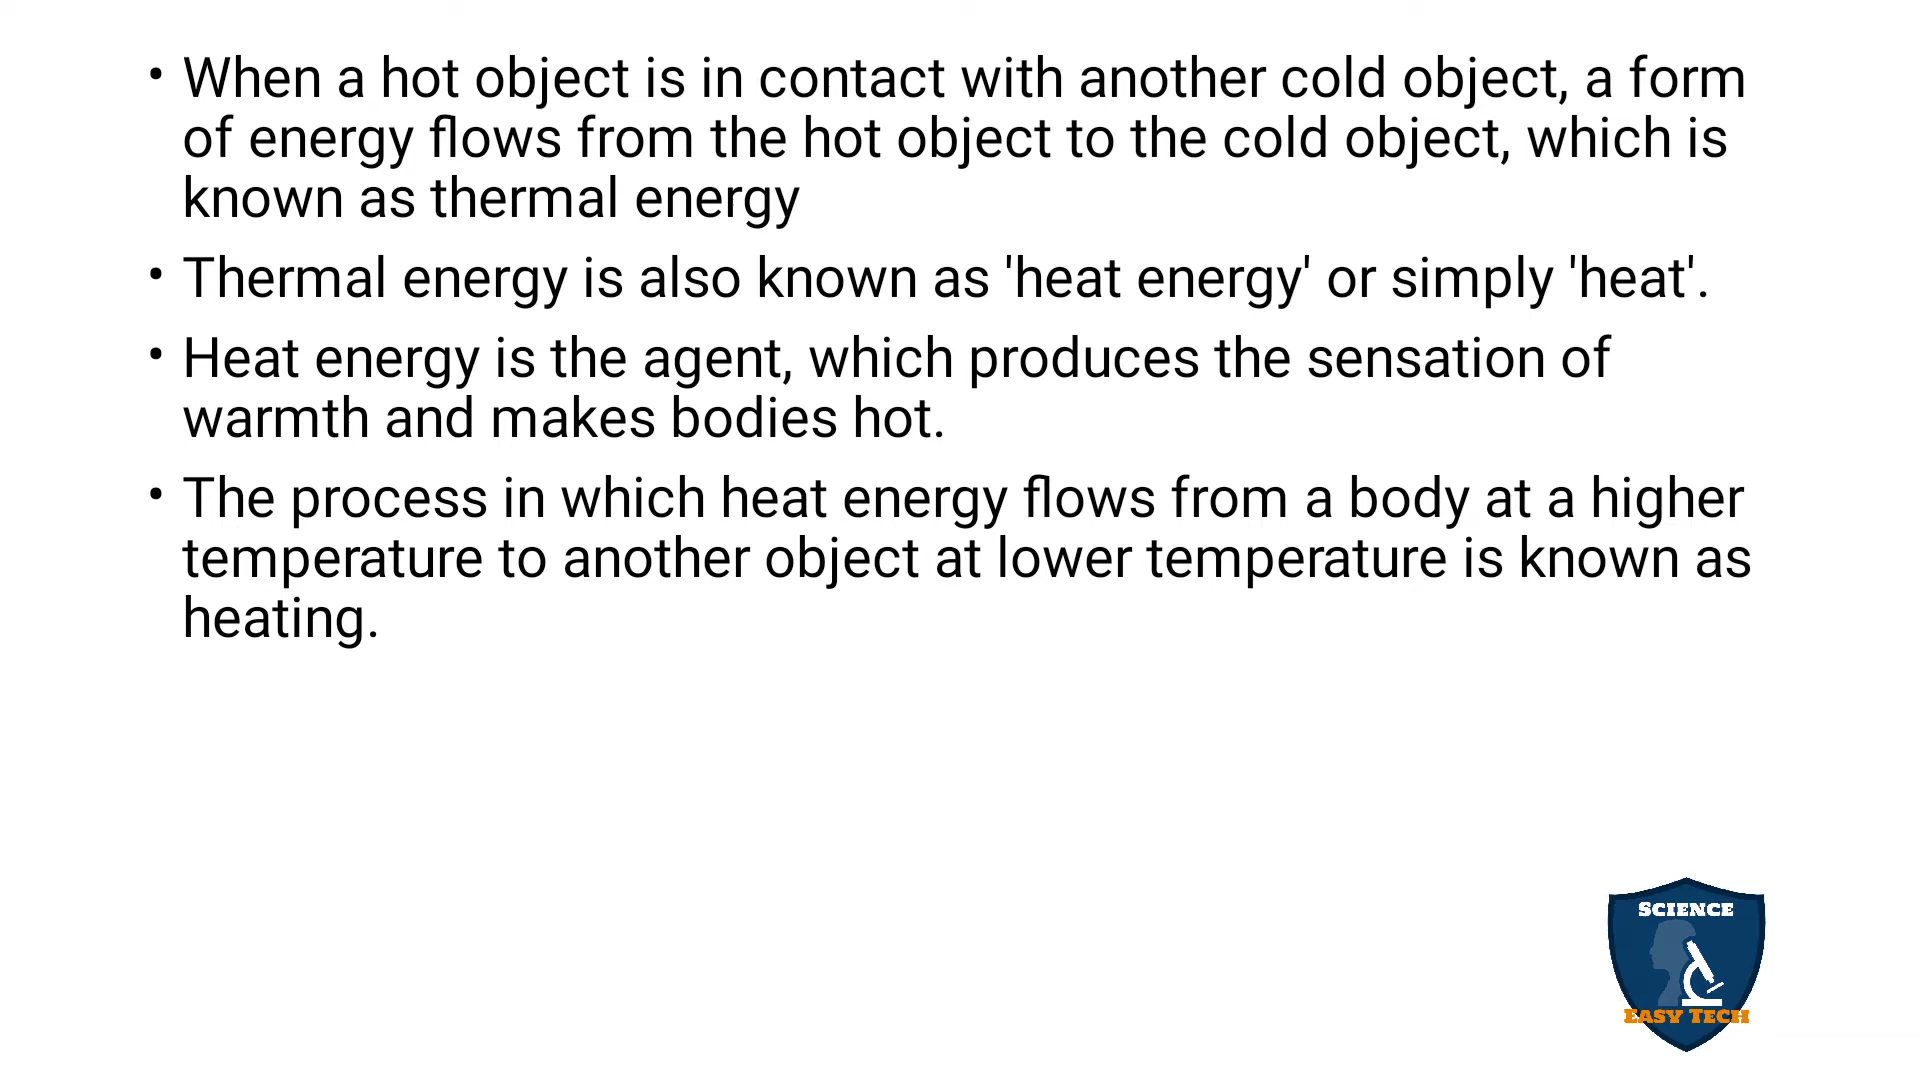 • When a hot object is in contact with another cold object, a form
of energy flows from the hot object to the cold object, which is
known as thermal energy
• Thermal energy is also known as 'heat energy' or simply 'heat'.
• Heat energy is the agent, which produces the sensation of
warmth and makes bodies hot.
• The process in which heat energy flows from a body at a higher
temperature to another object at lower temperature is known as
heating.
SCIENCE
EASY TECH